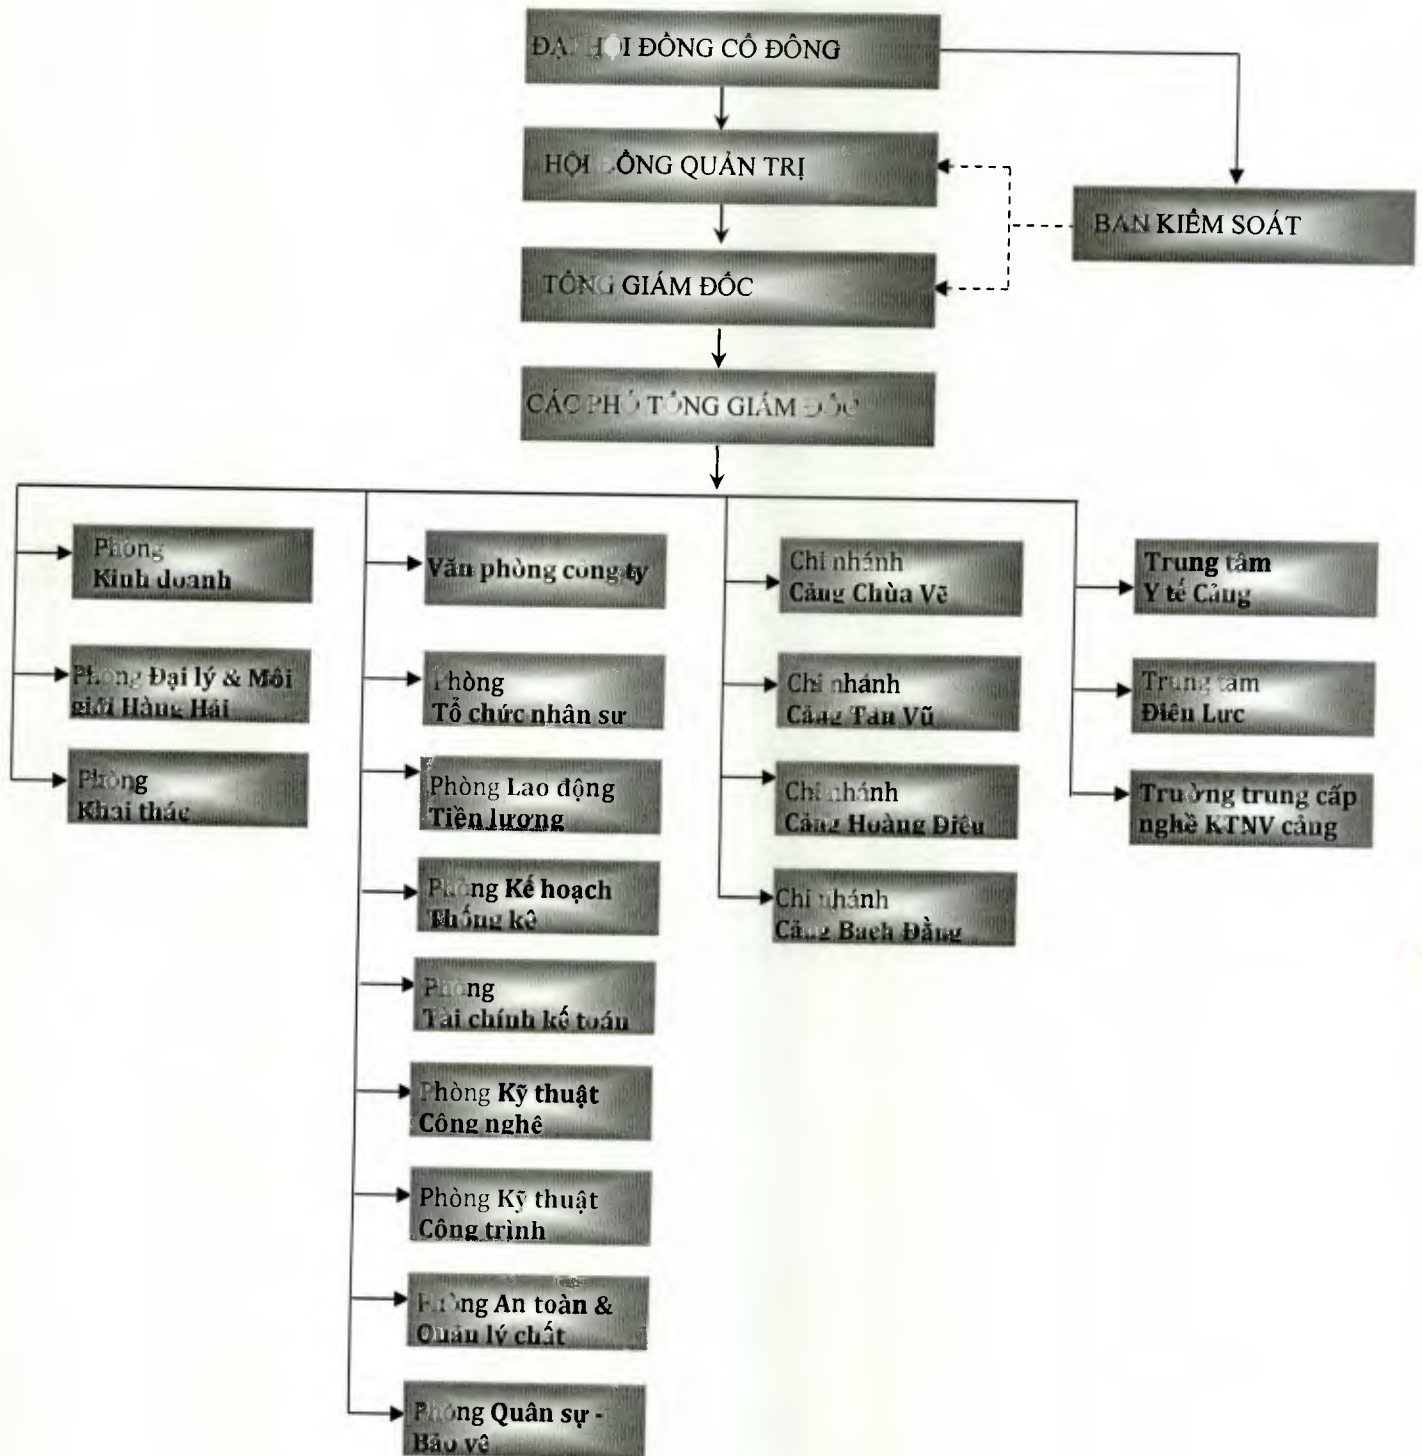 ĐẠI HỘI ĐỒNG CỔ ĐÔNG
HỘI ĐỒNG QUẢN TRỊ
BAN KIỂM SOÁT
TỔNG GIÁM ĐỐC
CÁC PHÓ TỔNG GIÁM ĐỐC
Phòng
Kinh doanh
Phòng Đại lý & Môi
giới Hàng Hải
Phòng
Khai thác
Văn phòng công ty
Phòng
Tổ chức nhân sự
Phòng Lao động
Tiền lương
Phòng Kế hoạch
Thống kê
Phòng
Tài chính kế toán
Phòng Kỹ thuật
Công nghệ
Phòng Kỹ thuật
Công trình
Phòng An toàn &
Quản lý chất
Phòng Quân sự -
Bảo vệ
Chi nhánh
Cảng Chùa Vẽ
Chi nhánh
Cảng Tân Vũ
Chi nhánh
Cảng Hoàng Diệu
Chi nhánh
Cảng Bạch Đằng
Trung tâm
Y tế Cảng
Trung tâm
Điện Lực
Trường trung cấp
nghề KTNV cảng